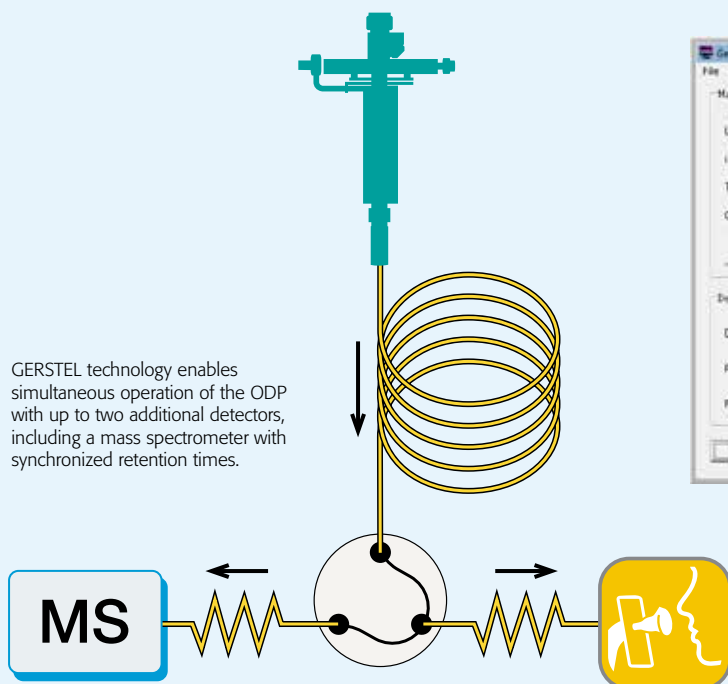 GERSTEL technology enables
simultaneous operation of the ODP
with up to two additional detectors,
including a mass spectrometer with
synchronized retention times.
File
MS